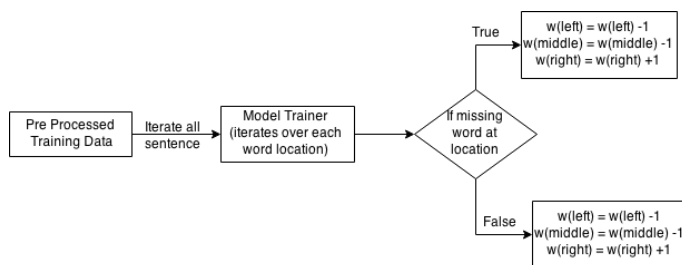 True
w(left) = w(left) -1
w(middle) = w(middle) -1
w(right) = w(right) +1
Pre Processed
Training Data
Iterate all
sentence
Model Trainer
(iterates over each
word location)
If missing
word at
location
False
w(left) = w(left) -1
w(middle) = w(middle) -1
w(right) = w(right) +1